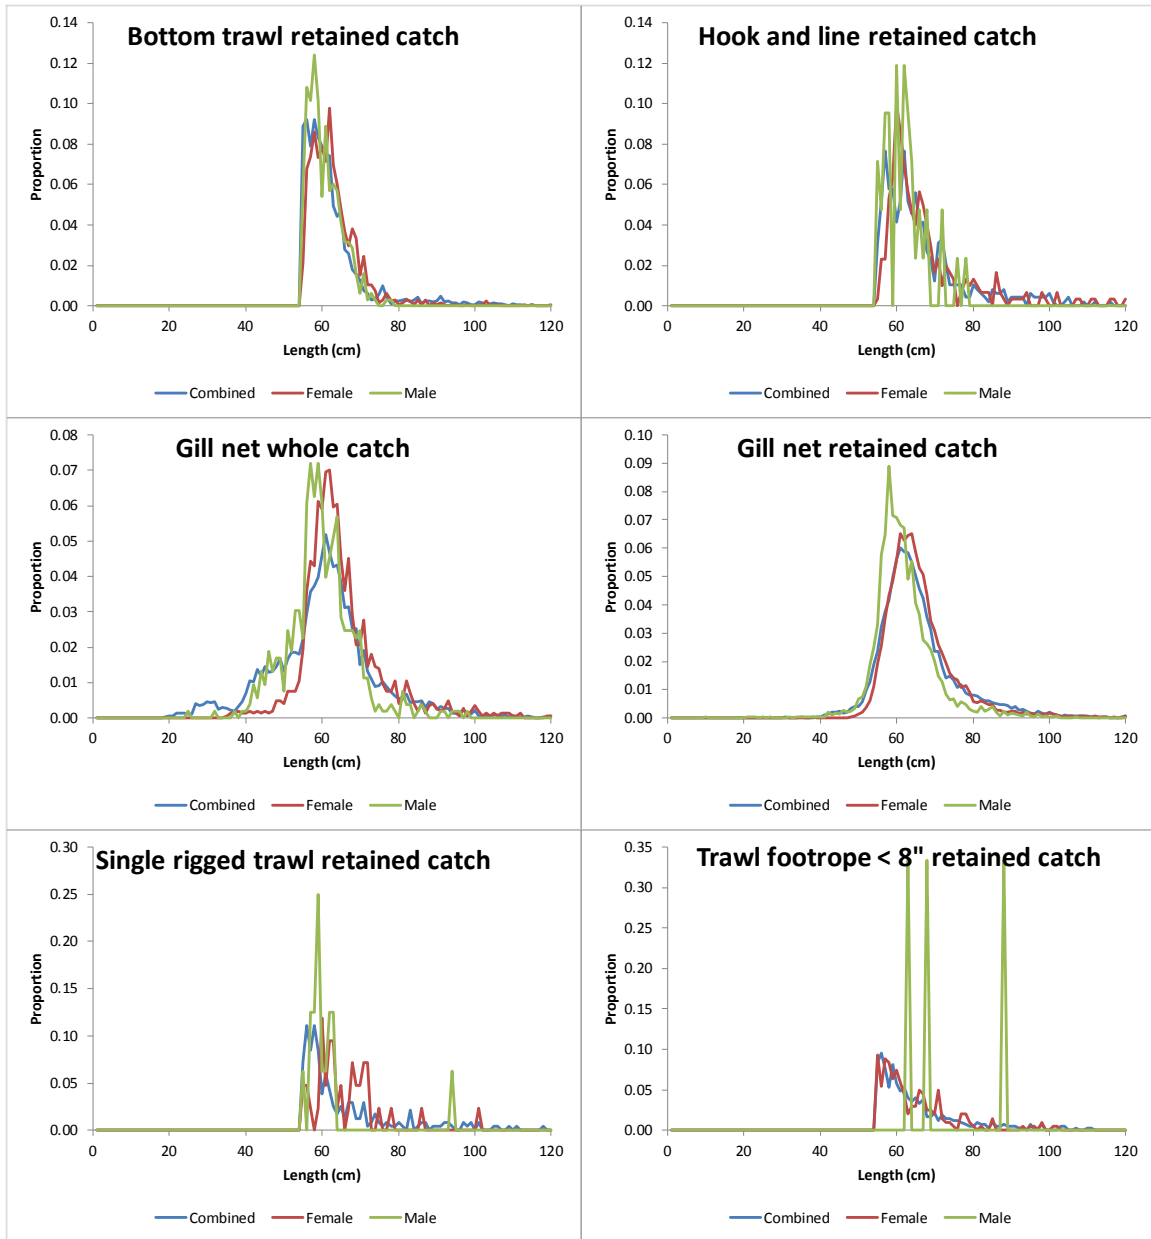 Bottom trawl retained catch
0.14
0.12
0.10
0.08
0.06
0.04
0.02
0.00
Proportion
0 20 40 60 80 100 120
Length (cm)
Combined Female Male
Hook and line retained catch
0.14
0.12
0.10
0.08
0.06
0.04
0.02
0.00
Proportion
0 20 40 60 80 100 120
Length (cm)
Combined Female Male
Gill net whole catch
0.08
0.07
0.06
0.05
0.04
0.03
0.02
0.01
0.00
Proportion
0 20 40 60 80 100 120
Length (cm)
Combined Female Male
Gill net retained catch
0.10
0.09
0.08
0.07
0.06
0.05
0.04
0.03
0.02
0.01
0.00
Proportion
0 20 40 60 80 100 120
Length (cm)
Combined Female Male
Single rigged trawl retained catch
0.30
0.25
0.20
0.15
0.10
0.05
0.00
Proportion
0 20 40 60 80 100 120
Length (cm)
Combined Female Male
Trawl footrope < 8" retained catch
0.35
0.30
0.25
0.20
0.15
0.10
0.05
0.00
Proportion
0 20 40 60 80 100 120
Length (cm)
Combined Female Male